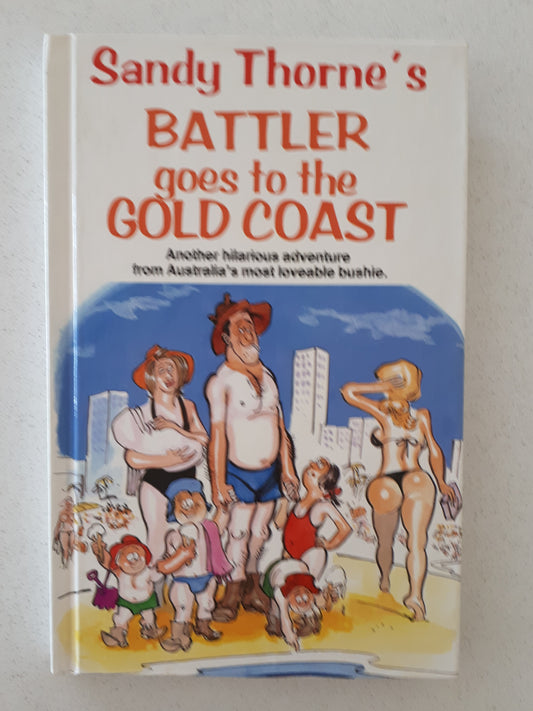 Sandy Thorne's
BATTLER
goes to the
GOLD COAST
Another hilarious adventure
from Australia's most loveable bushie.